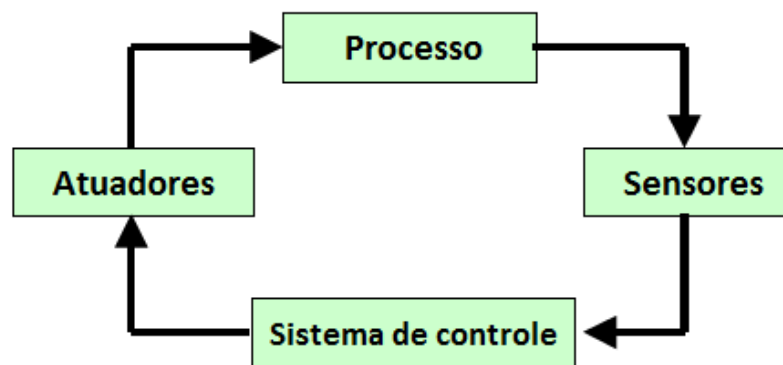 Processo
Atuadores
Sensores
Sistema de controle